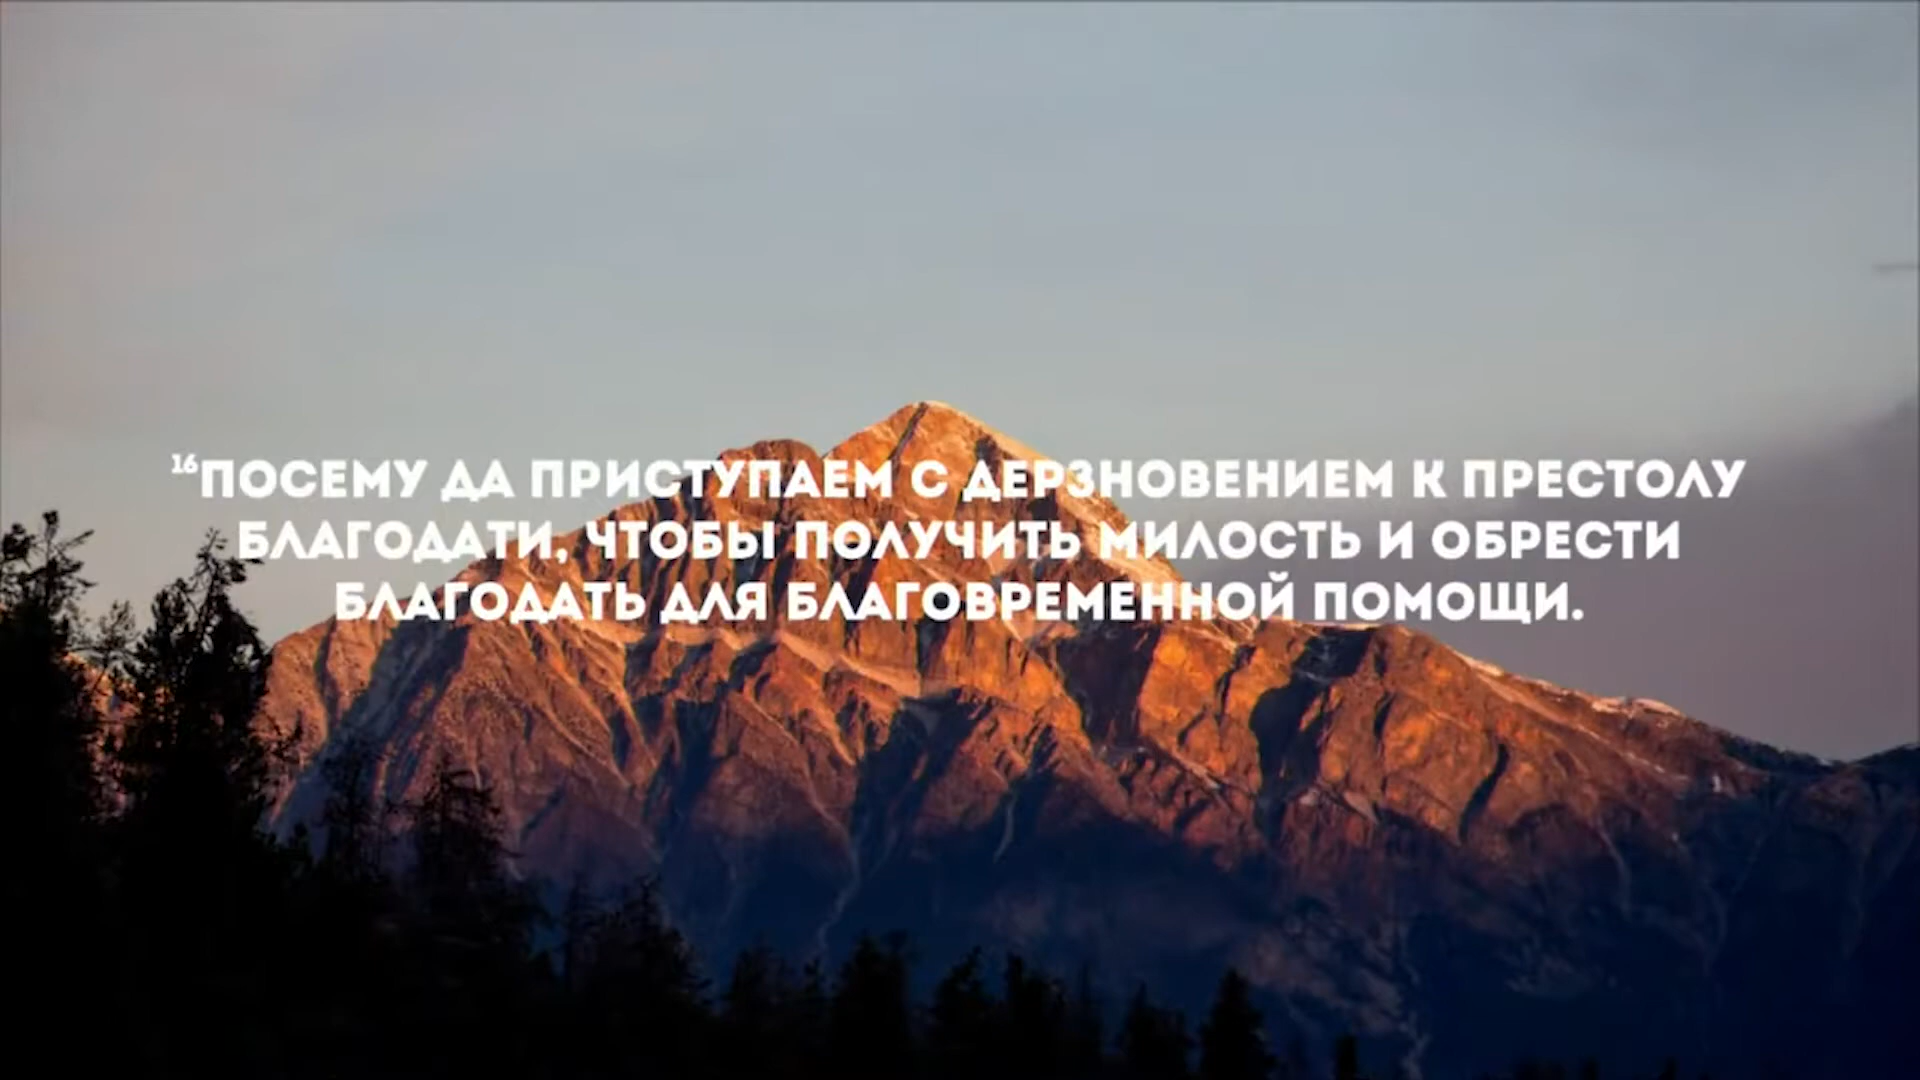 ¹⁶ПОСЕМУ ДА ПРИСТУПАЕМ С ДЕРЗНОВЕНИЕМ К ПРЕСТОЛУ
БЛАГОДАТИ, ЧТОБЫ ПОЛУЧИТЬ МИЛОСТЬ И ОБРЕСТИ
БЛАГОДАТЬ ДЛЯ БЛАГОВРЕМЕННОЙ ПОМОЩИ.